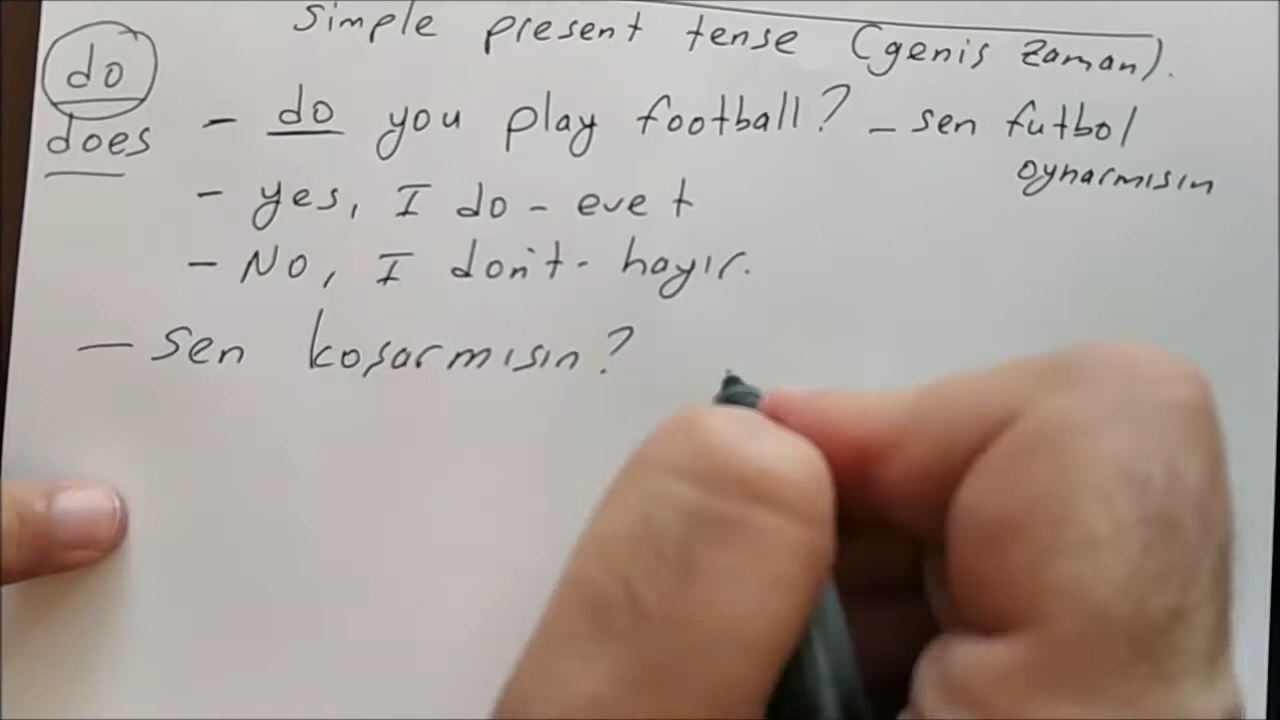 Simple present tense (genis zaman).
do
does
- do you play football? - sen futbol
oynarmısın
- yes, I do - evet
- No, I don't - hayır.
- Sen koşarmısın?